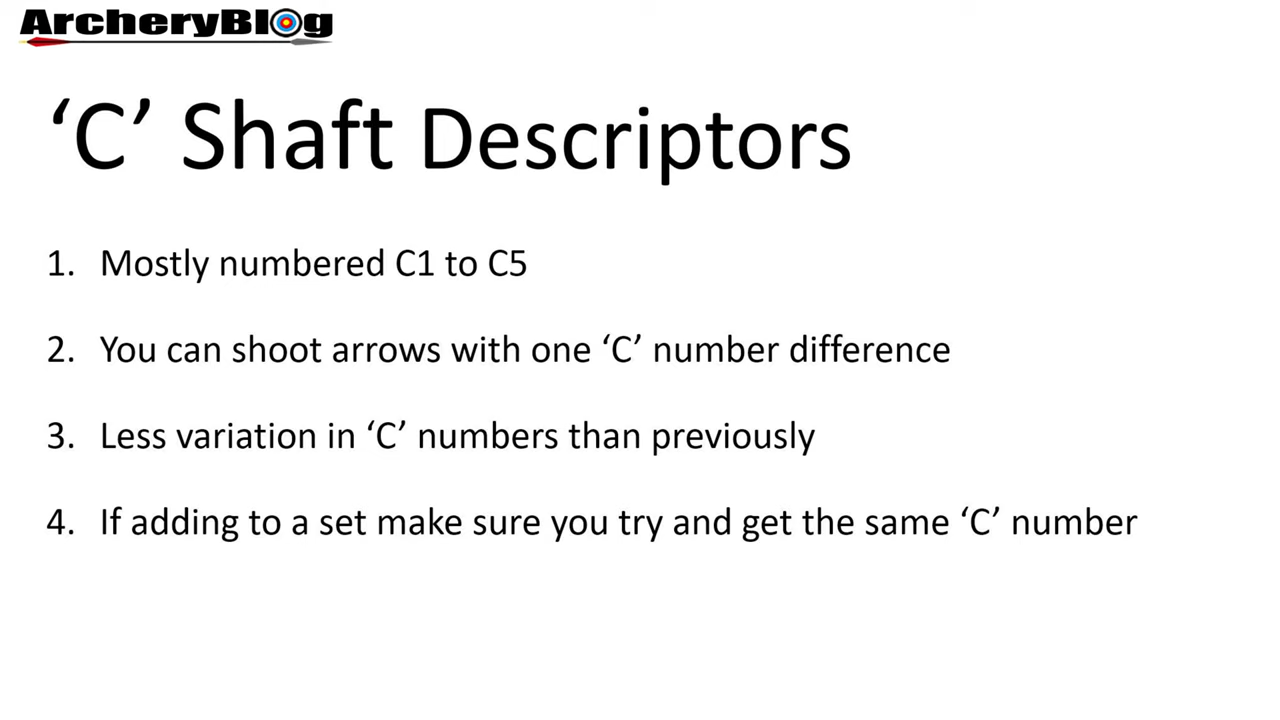 ArcheryBlog
‘C’ Shaft Descriptors
1. Mostly numbered C1 to C5
2. You can shoot arrows with one ‘C’ number difference
3. Less variation in ‘C’ numbers than previously
4. If adding to a set make sure you try and get the same ‘C’ number